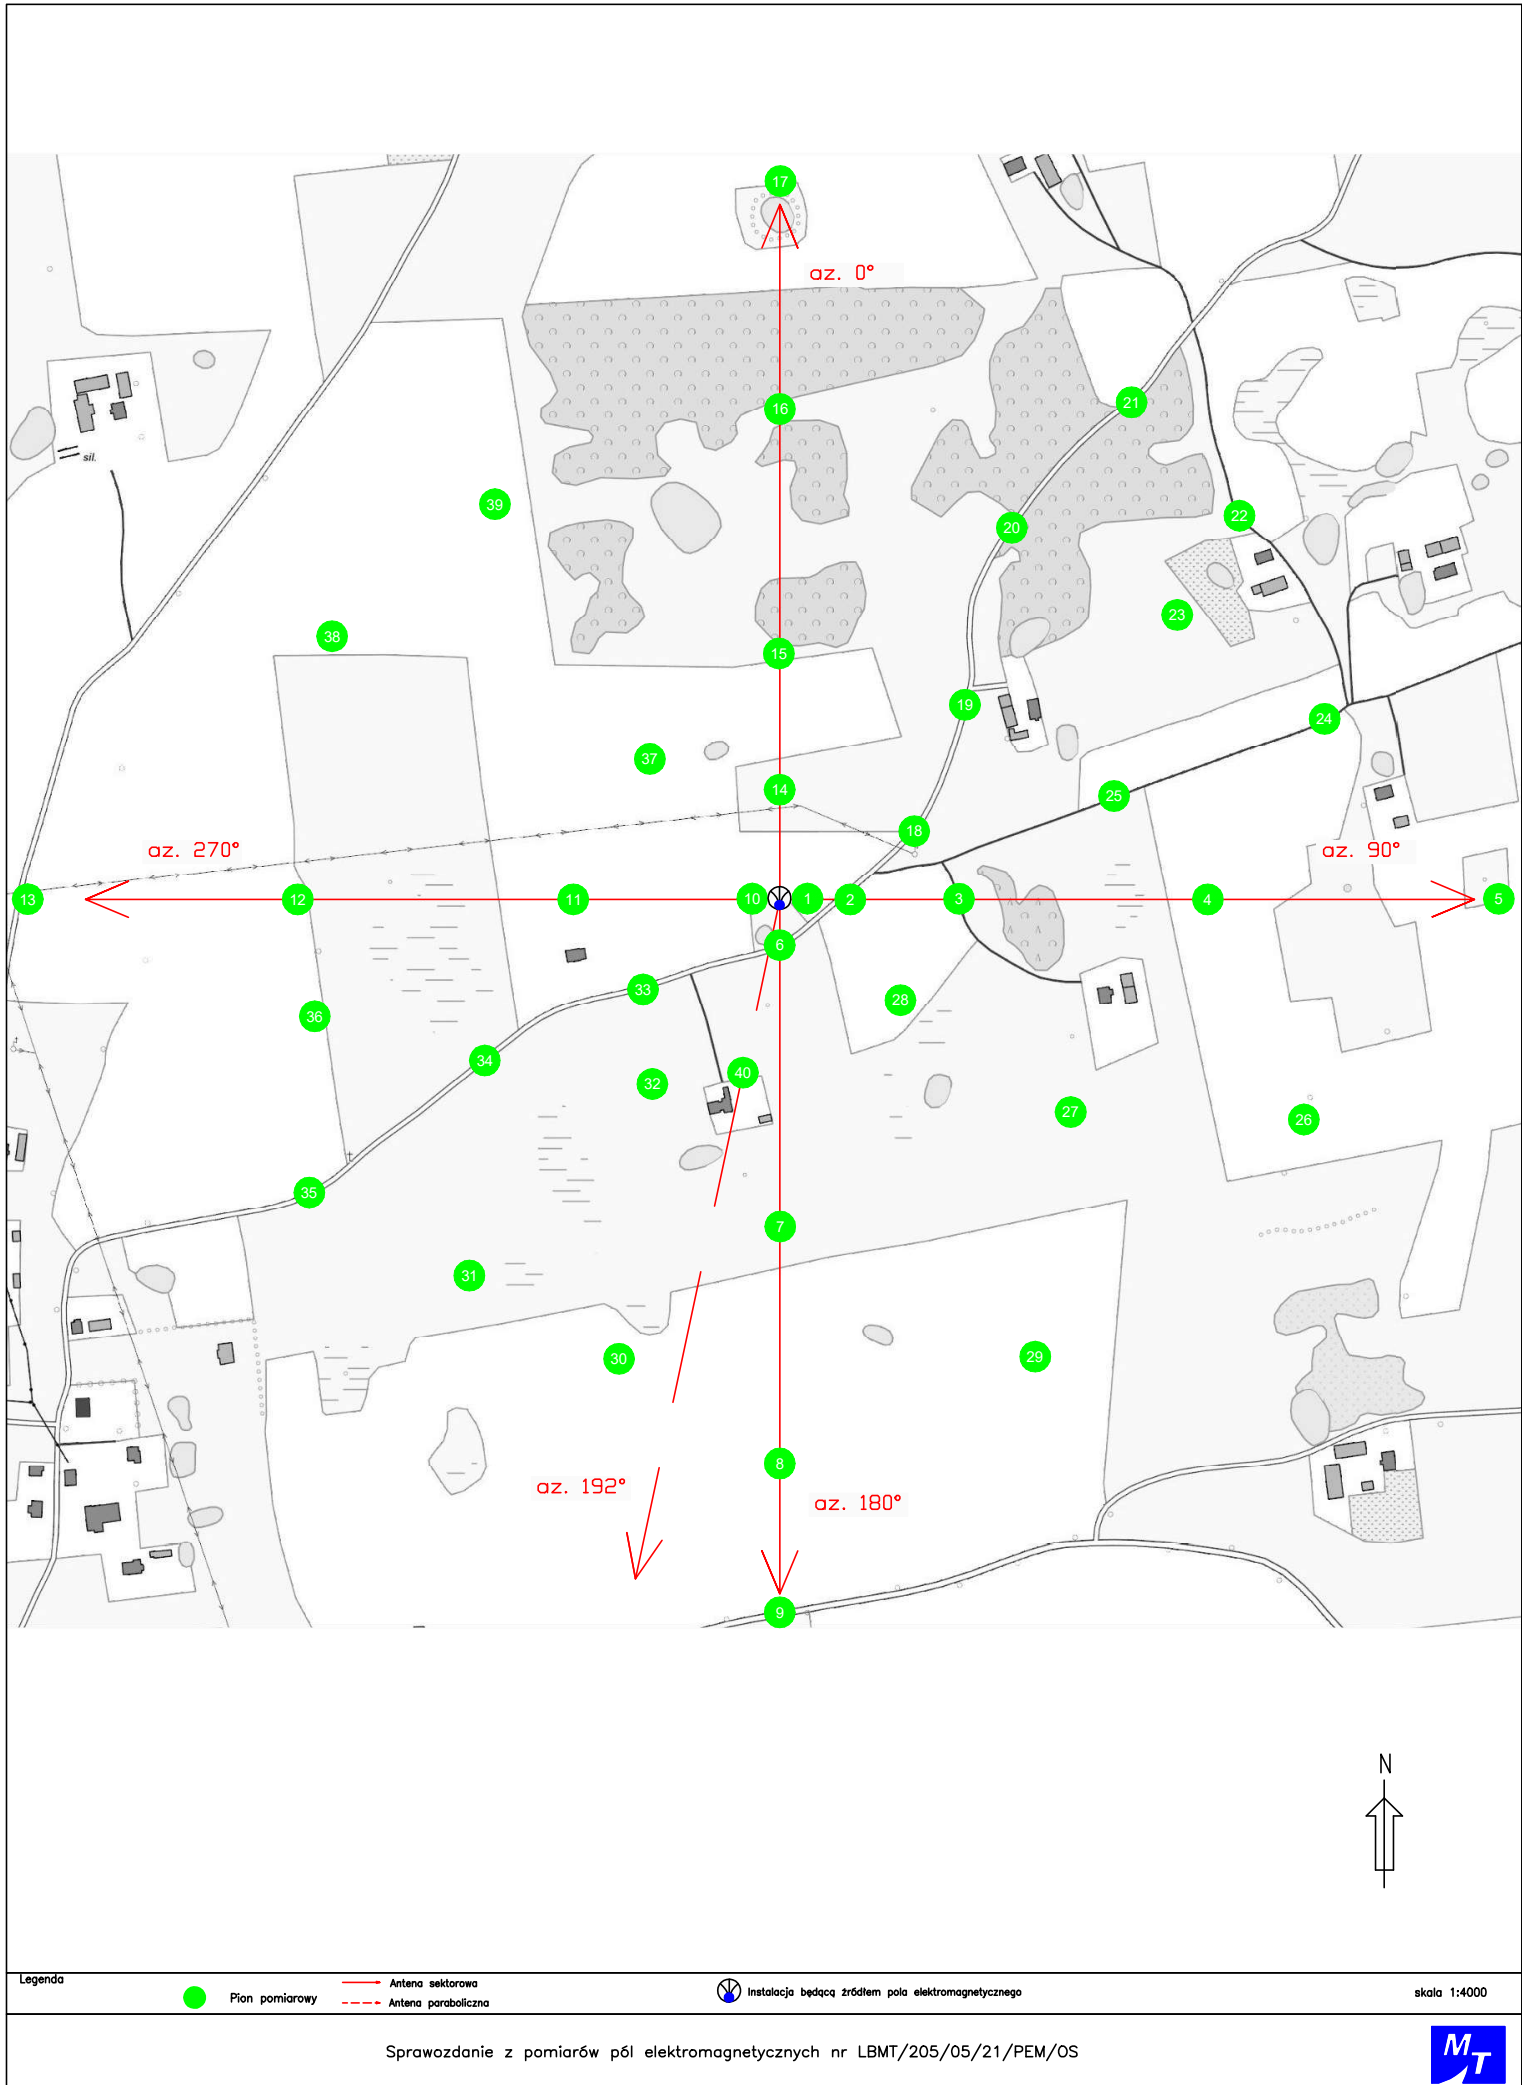 17
az. 0°
21
16
sil.
39
22
20
23
38
15
19
24
37
14
25
18
az. 270°
az. 90°
13
12
11
10
1
2
3
4
5
6
33
28
36
34
40
32
27
26
35
7
31
30
29
8
az. 192°
az. 180°
9
N
Legenda
Pion pomiarowy
Antena sektorowa
Antena paraboliczna
Instalacja będącą źródłem pola elektromagnetycznego
skala 1:4000
Sprawozdanie z pomiarów pól elektromagnetycznych nr LBMT/205/05/21/PEM/OS
MT